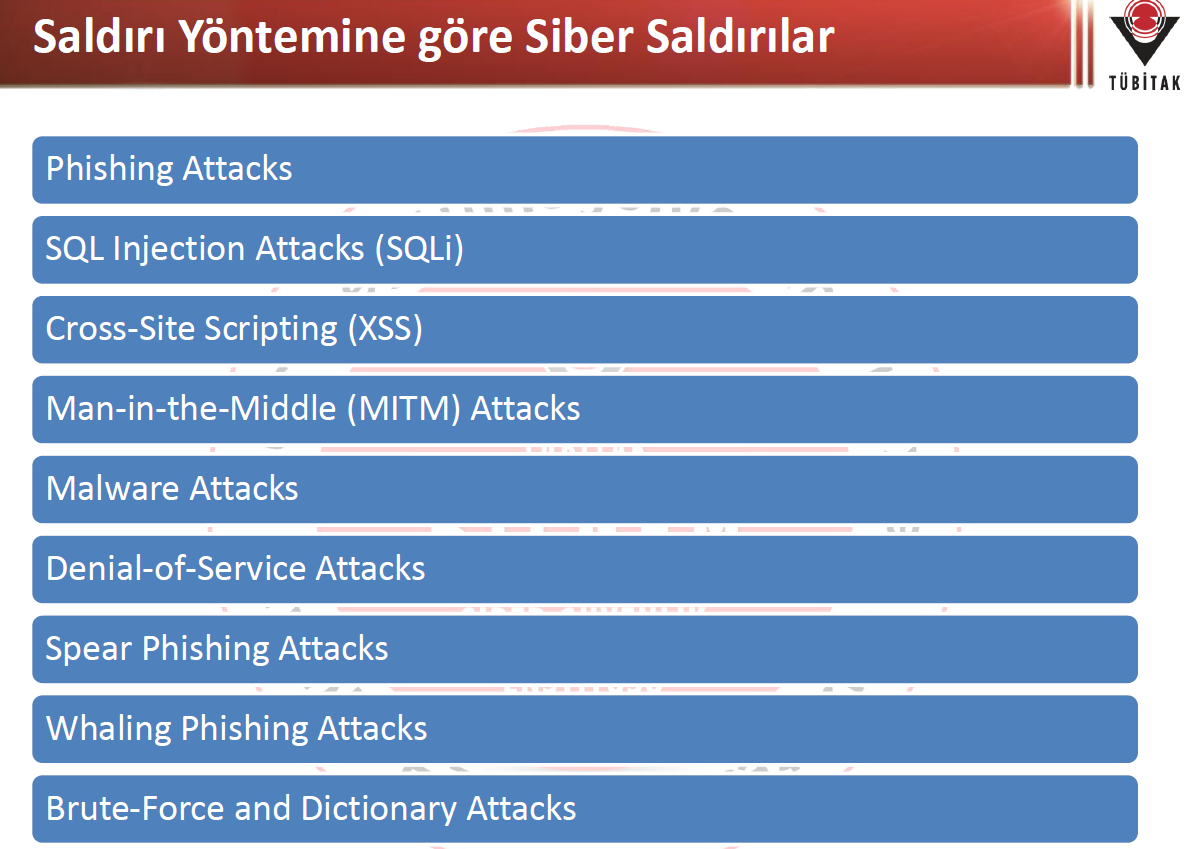 Saldırı Yöntemine göre Siber Saldırılar
TÜBİTAK
Phishing Attacks
SQL Injection Attacks (SQLi)
Cross-Site Scripting (XSS)
Man-in-the-Middle (MITM) Attacks
Malware Attacks
Denial-of-Service Attacks
Spear Phishing Attacks
Whaling Phishing Attacks
Brute-Force and Dictionary Attacks